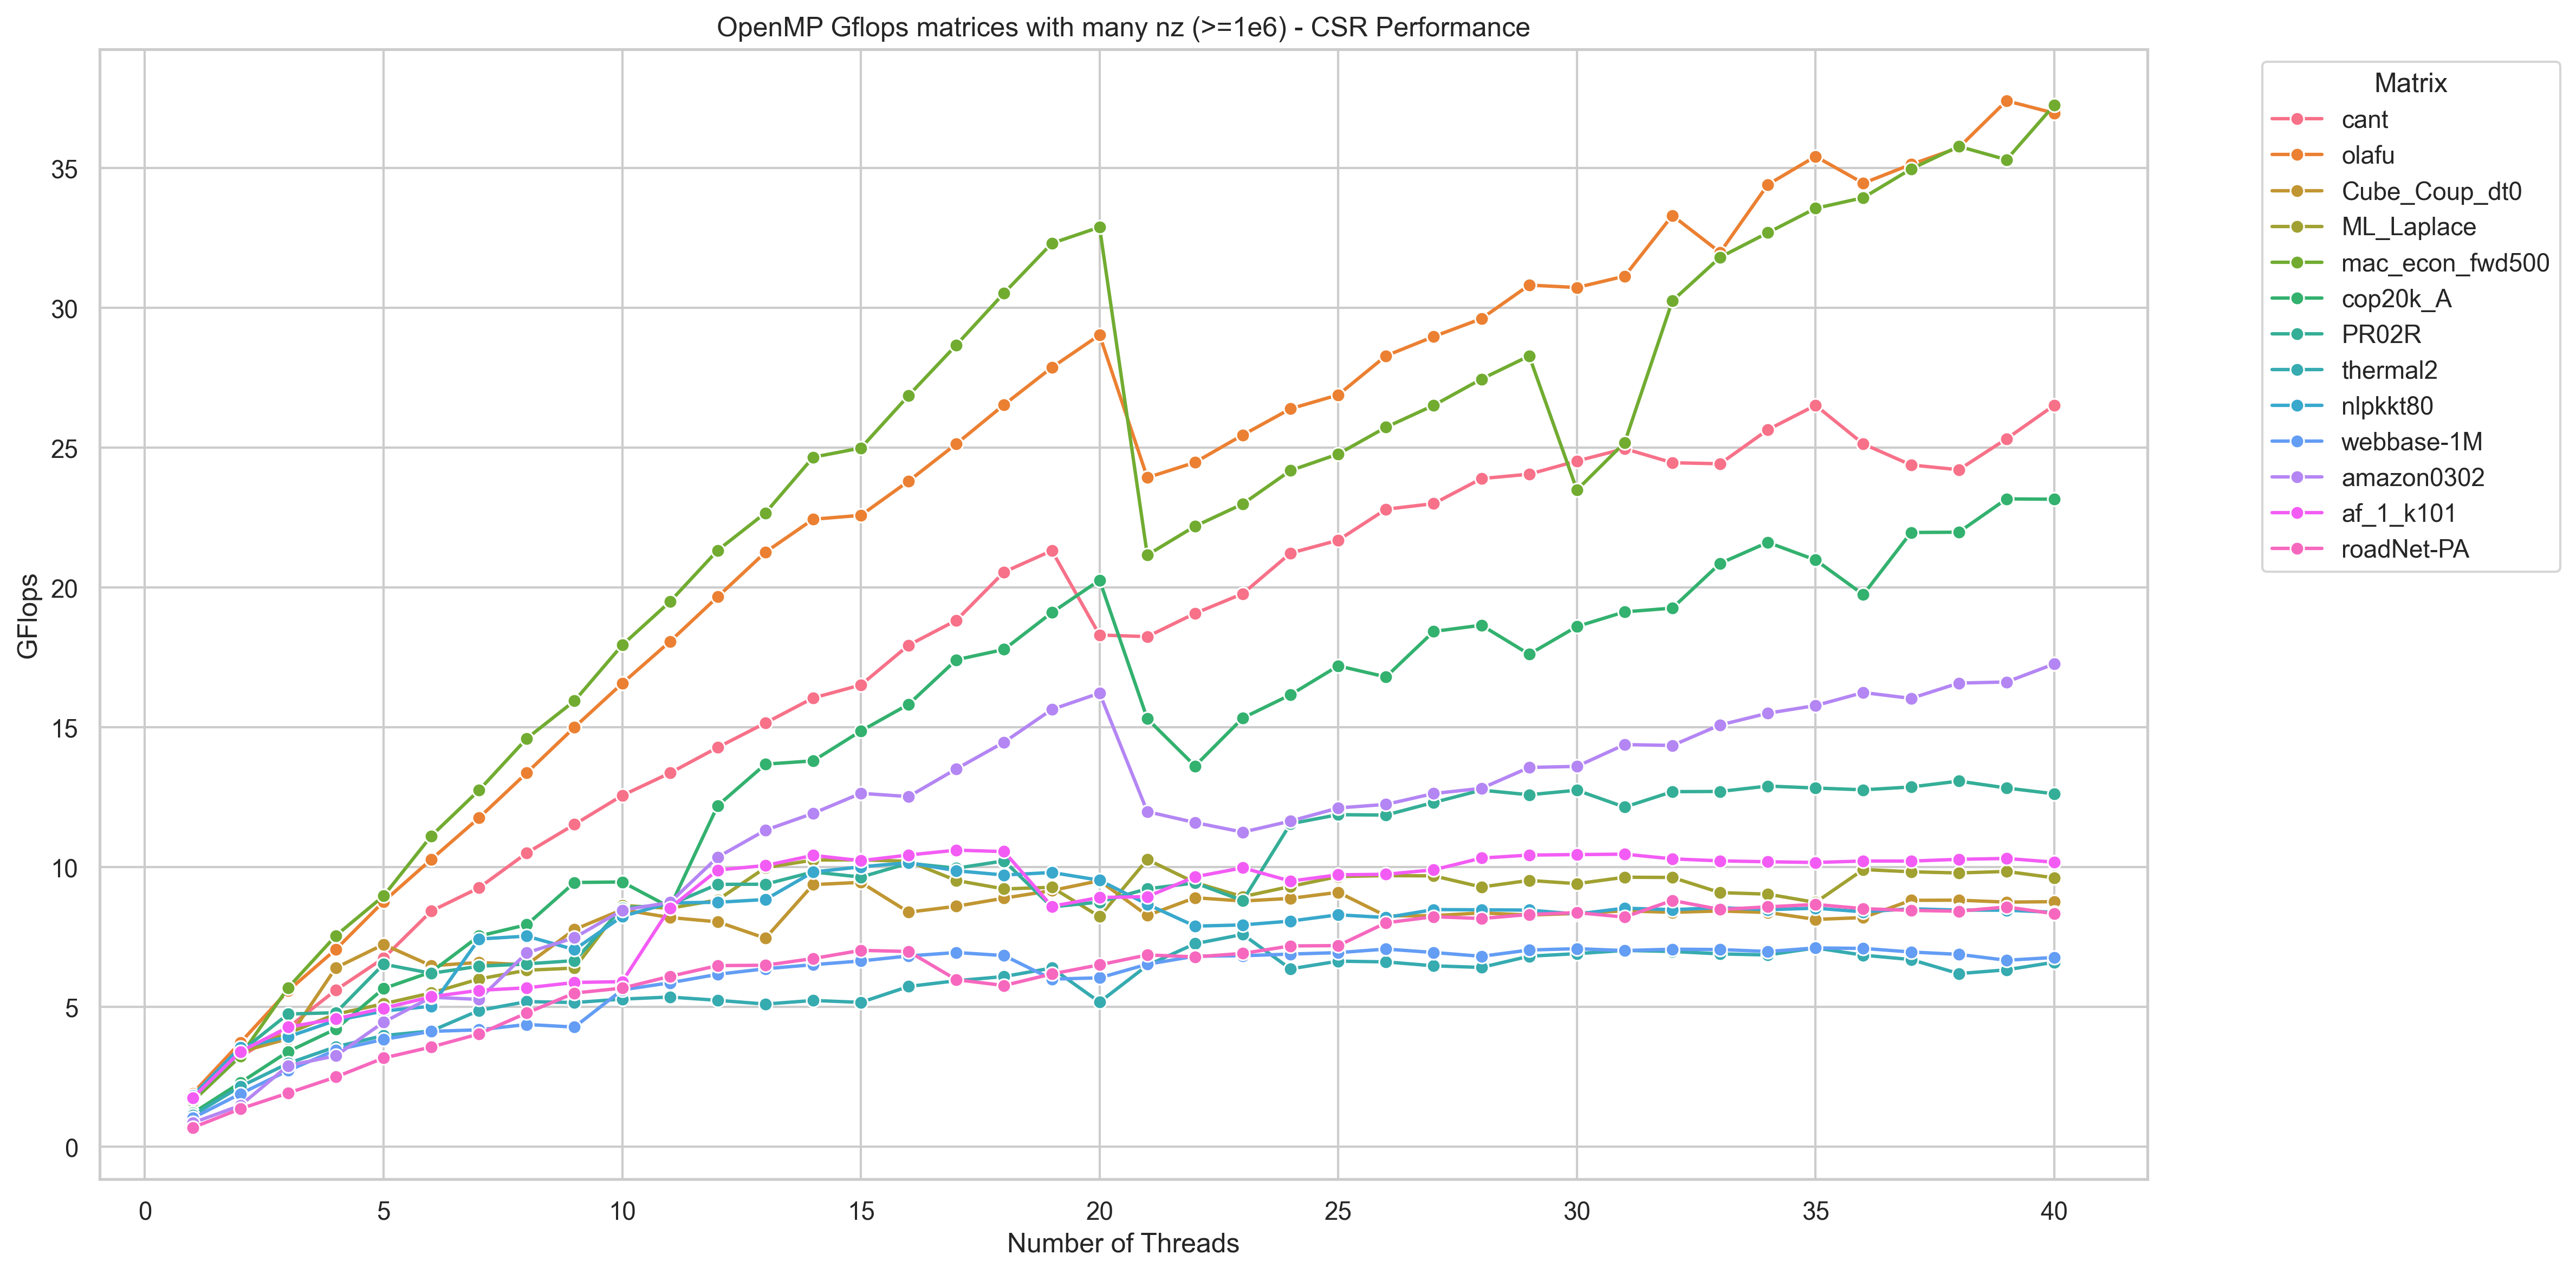 OpenMP Gflops matrices with many nz (>=1e6) - CSR Performance
Matrix
cant
olafu
Cube_Coup_dt0
ML_Laplace
mac_econ_fwd500
cop20k_A
PR02R
thermal2
nlpkkt80
webbase-1M
amazon0302
af_1_k101
roadNet-PA
GFlops
35
30
25
20
15
10
5
0
0 5 10 15 20 25 30 35 40
Number of Threads